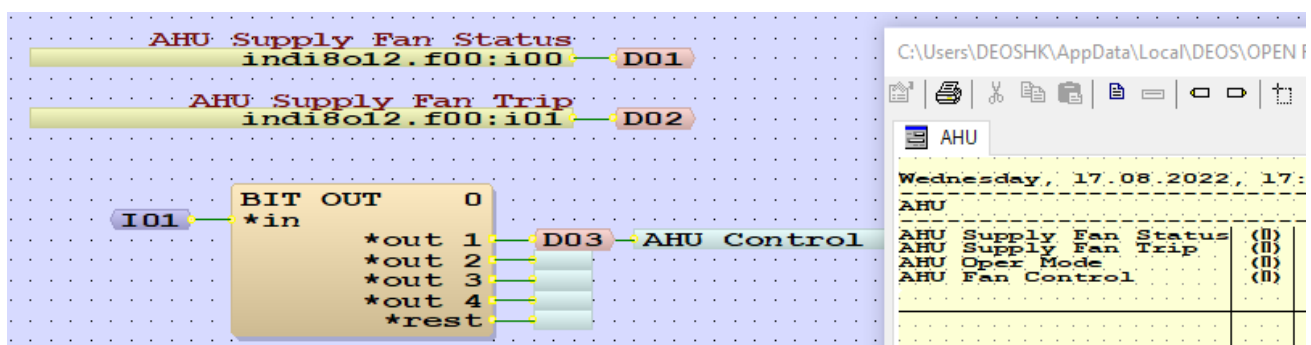 AHU Supply Fan Status
indi8o12.f00:i00
D01
AHU Supply Fan Trip
indi8o12.f00:i01
D02
I01
BIT OUT 0
*in
*out 1
D03
AHU Control
*out 2
*out 3
*out 4
*rest
C:\Users\DEOSHK\AppData\Local\DEOS\OPEN
AHU
Wednesday, 17.08.2022, 17:
AHU
AHU Supply Fan Status (0)
AHU Supply Fan Trip (0)
AHU Oper Mode (0)
AHU Fan Control (0)